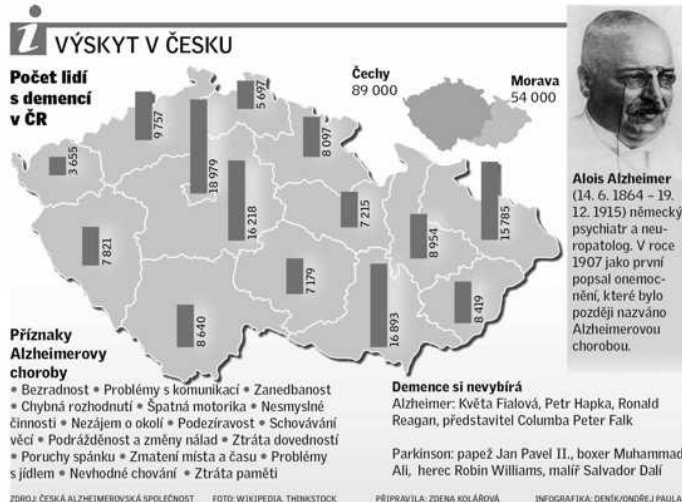 i VÝSKYT V ČESKU
Počet lidí
s demencí
v ČR
Čechy
89 000
Morava
54 000
3 655
9 757
18 979
5 697
8 097
16 218
7 215
7 821
8 640
7 179
16 893
8 954
15 785
8 419
Alois Alzheimer
(14. 6. 1864 – 19.
12. 1915) německý
psychiatr a neu-
ropatolog. V roce
1907 jako první
popsal onemoc-
nění, které bylo
později nazváno
Alzheimerovou
chorobou.
Příznaky
Alzheimerovy
choroby
• Bezradnost • Problémy s komunikací • Zanedbanost
• Chybná rozhodnutí • Špatná motorika • Nesmyslné
činnosti • Nezájem o okolí • Podezíravost • Schovávání
věcí • Podrážděnost a změny nálad • Ztráta dovedností
• Poruchy spánku • Zmatení místa a času • Problémy
s jídlem • Nevhodné chování • Ztráta paměti
Demence si nevybírá
Alzheimer: Květa Fialová, Petr Hapka, Ronald
Reagan, představitel Columba Peter Falk
Parkinson: papež Jan Pavel II., boxer Muhammad
Ali, herec Robin Williams, malíř Salvador Dalí
ZDROJ: ČESKÁ ALZHEIMEROVSKÁ SPOLEČNOST FOTO: WIKIPEDIA, THINKSTOCK PŘIPRAVILA: ZDENA KOLÁŘOVÁ INFOGRAFIKA: DENÍK/ONDŘEJ PAULA